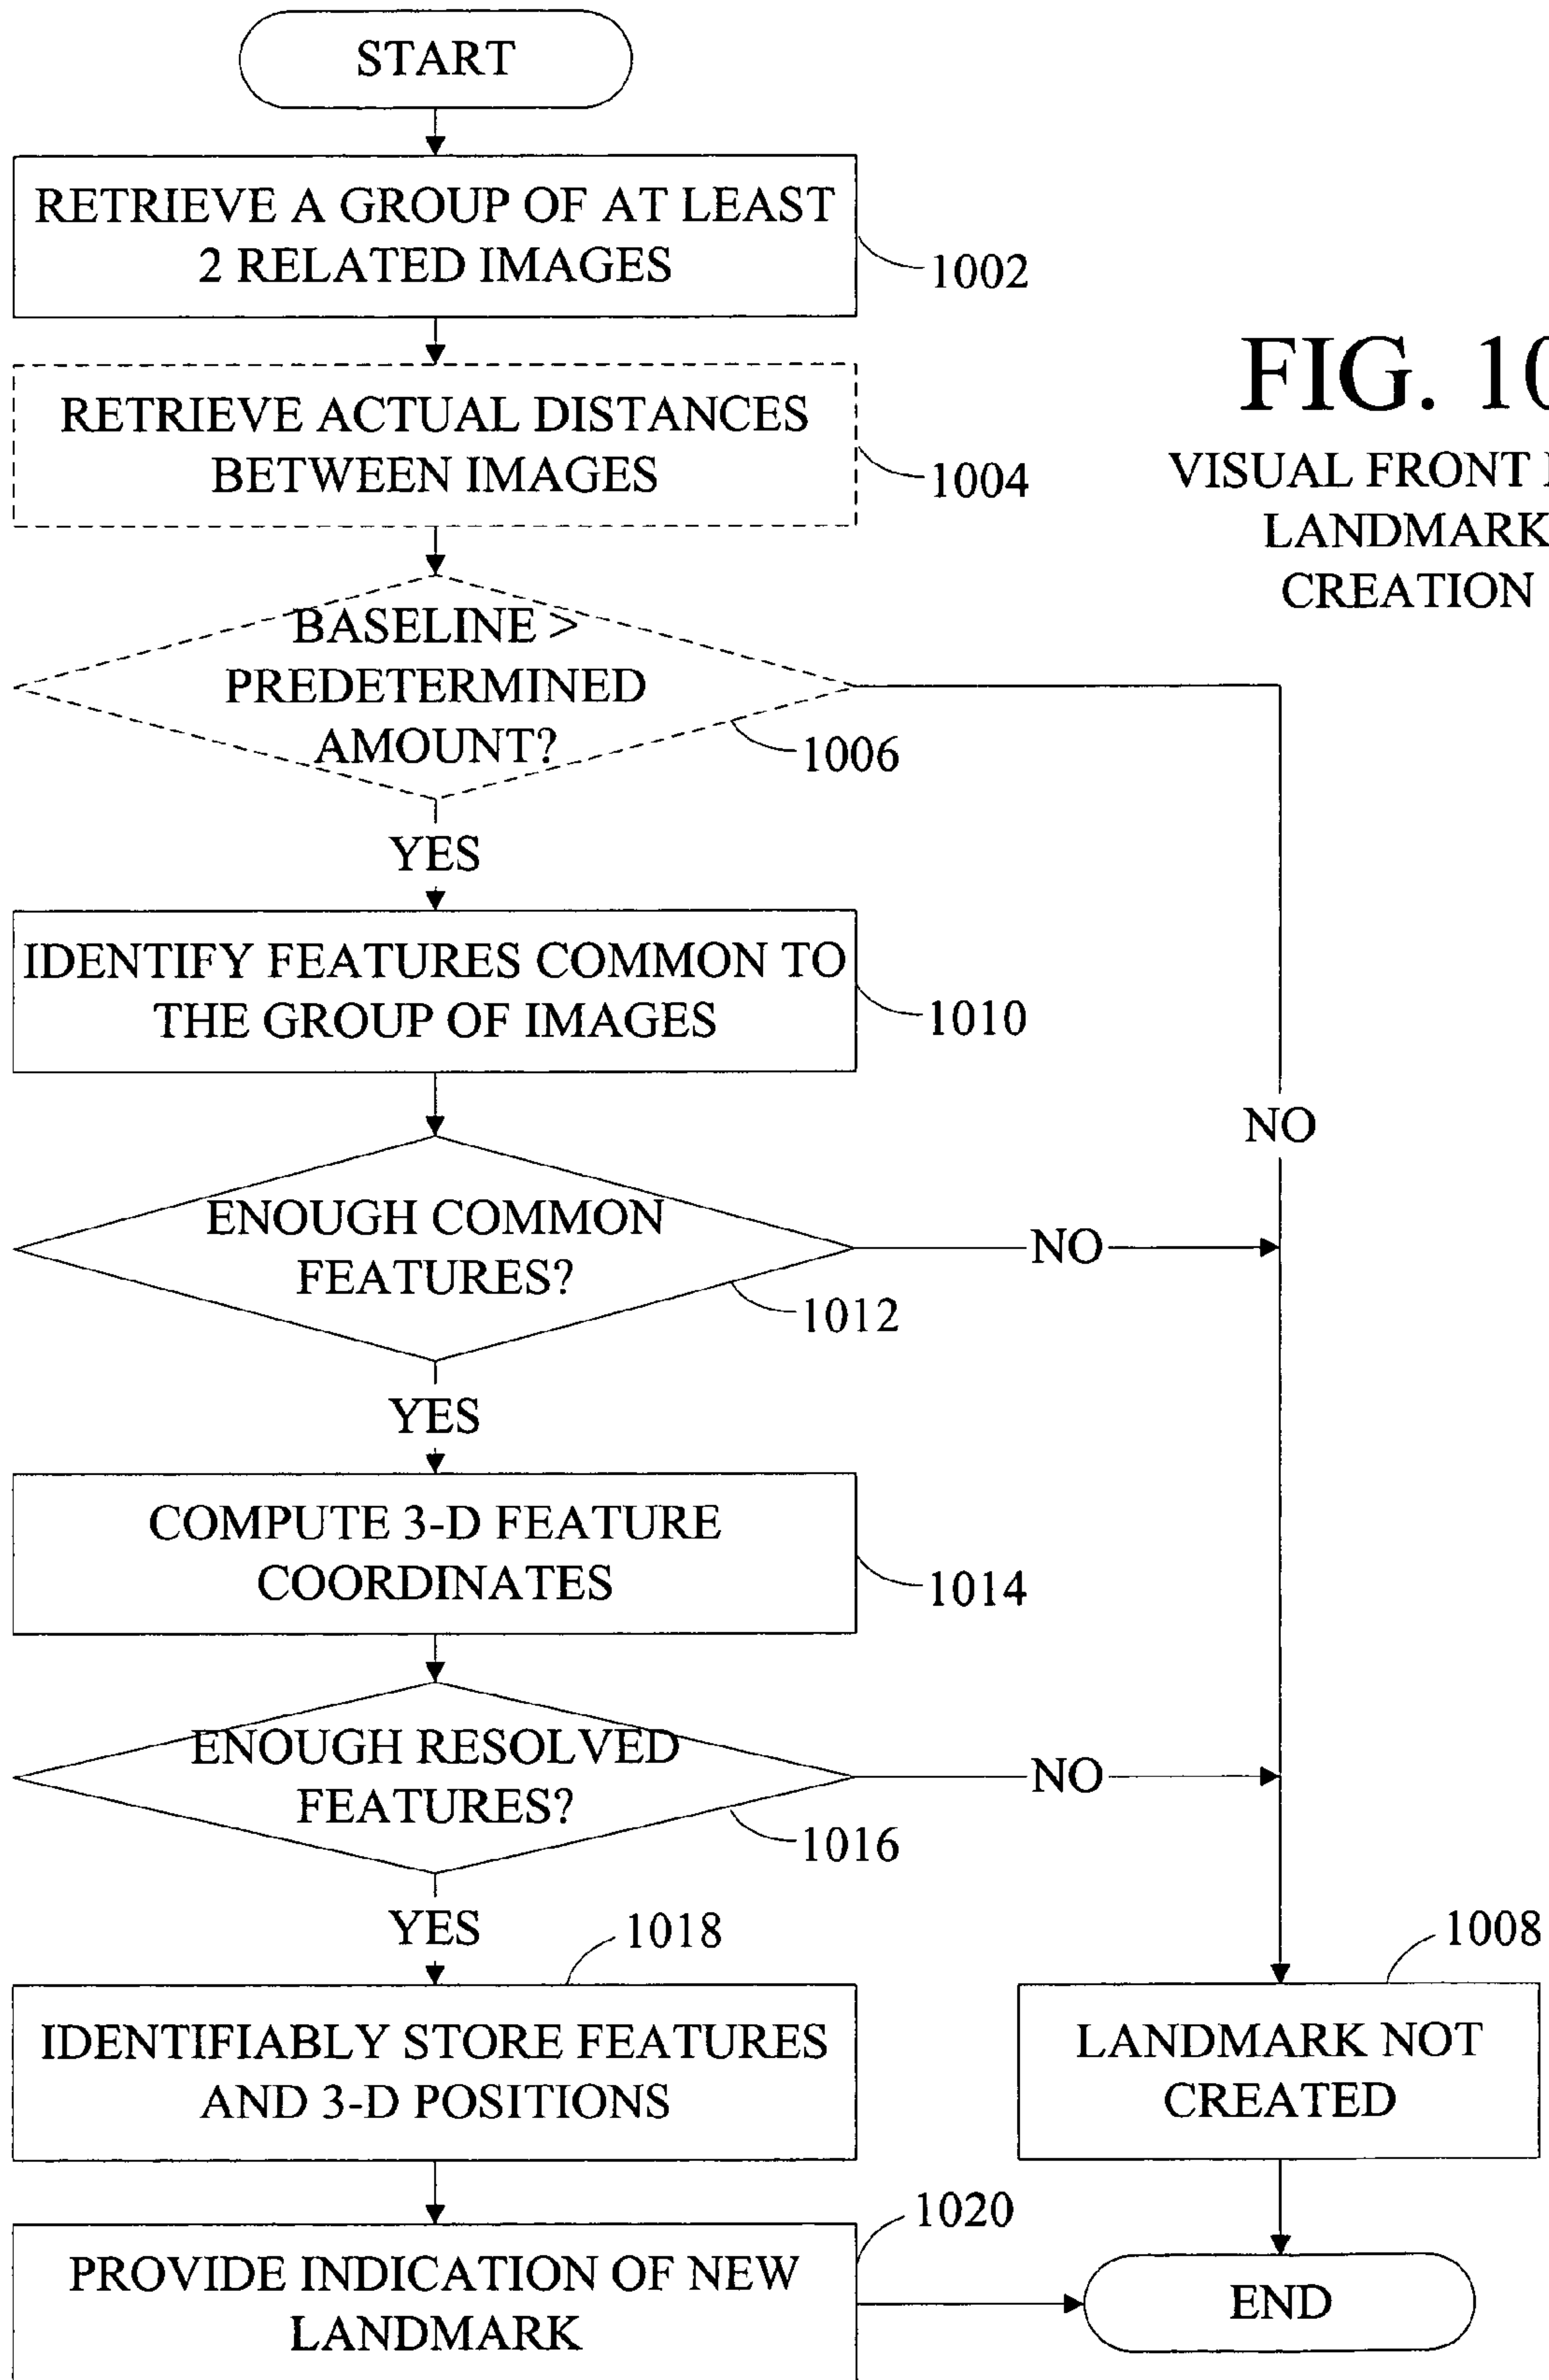 START
RETRIEVE A GROUP OF AT LEAST
2 RELATED IMAGES
1002
RETRIEVE ACTUAL DISTANCES
BETWEEN IMAGES
1004
FIG. 10
VISUAL FRONT
LANDMARK
CREATION
BASELINE >
PREDETERMINED
AMOUNT?
1006
YES
NO
IDENTIFY FEATURES COMMON TO
THE GROUP OF IMAGES
1010
ENOUGH COMMON
FEATURES?
NO
1012
YES
COMPUTE 3-D FEATURE
COORDINATES
1014
ENOUGH RESOLVED
FEATURES?
NO
1016
YES
1018
1008
IDENTIFIABLY STORE FEATURES
AND 3-D POSITIONS
LANDMARK NOT
CREATED
1020
PROVIDE INDICATION OF NEW
LANDMARK
END